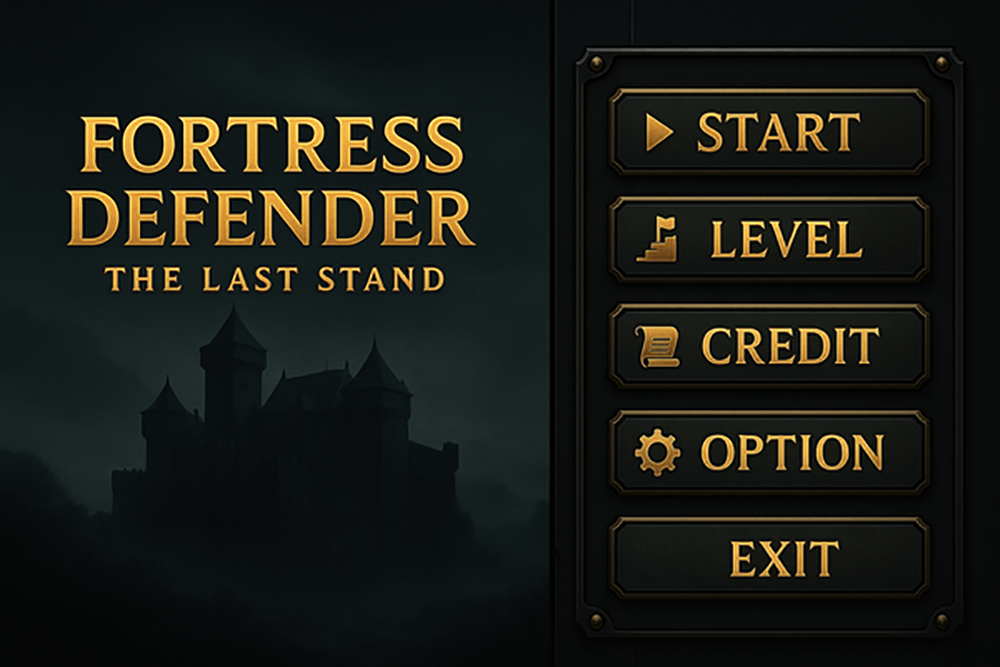 FORTRESS
DEFENDER
THE LAST STAND
START
LEVEL
CREDIT
OPTION
EXIT